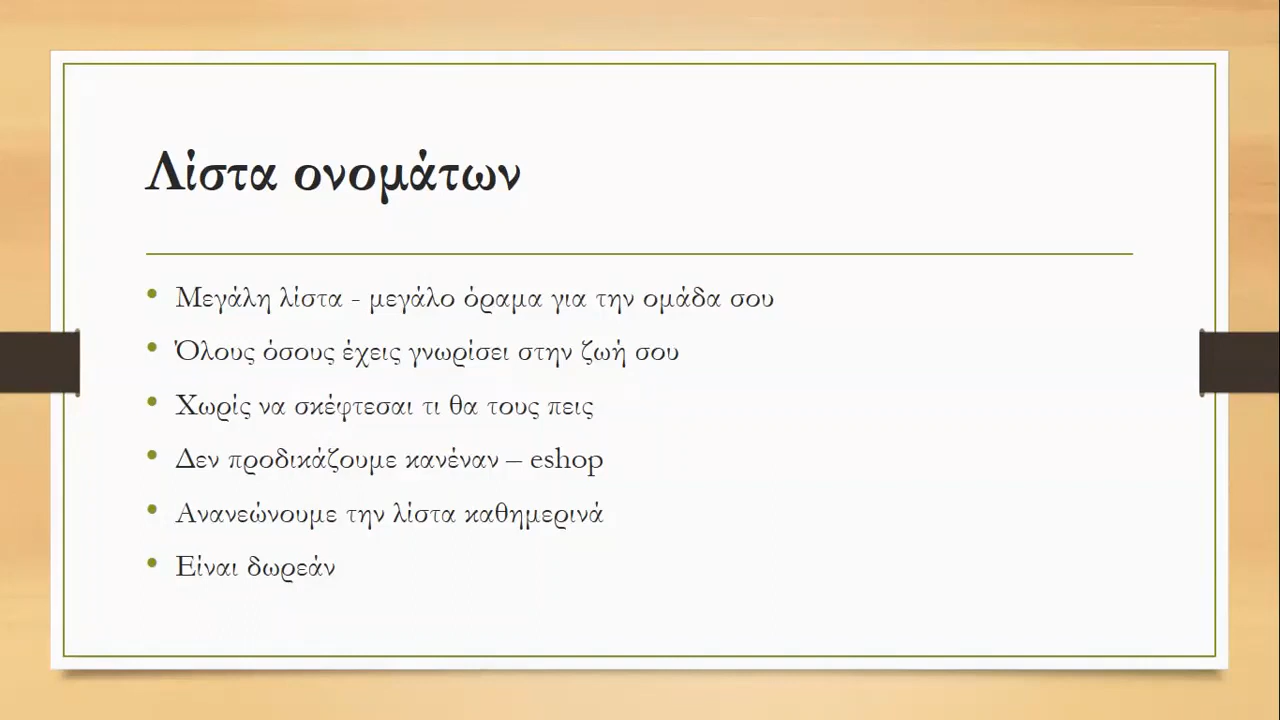 Λίστα ονομάτων
• Μεγάλη λίστα - μεγάλο όραμα για την ομάδα σου
• Όλους όσους έχεις γνωρίσει στην ζωή σου
• Χωρίς να σκέφτεσαι τι θα τους πεις
• Δεν προδικάζουμε κανέναν – eshop
• Ανανεώνουμε την λίστα καθημερινά
• Είναι δωρεάν